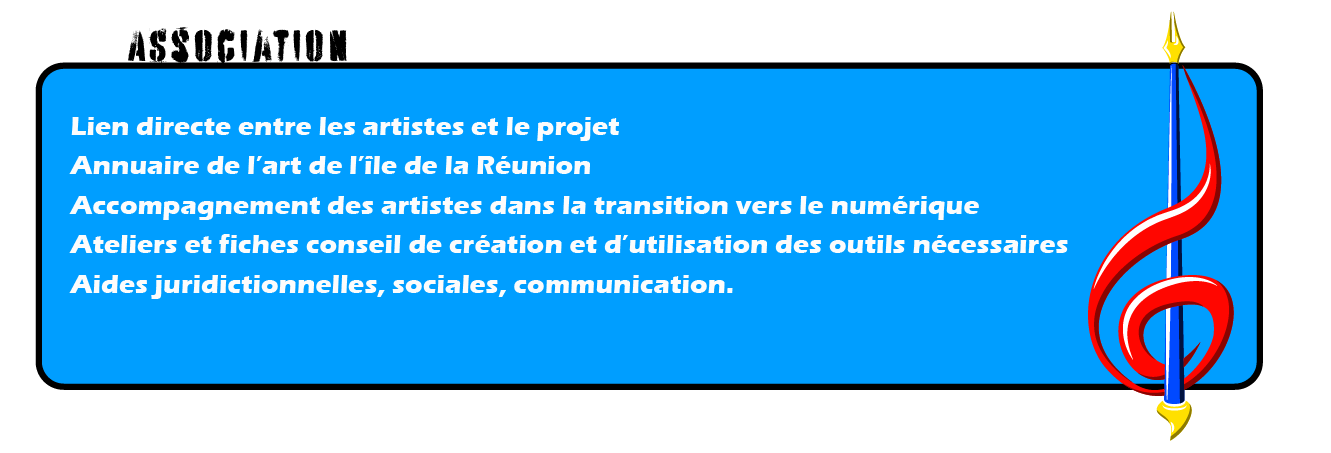 ASSOCIATION
Lien directe entre les artistes et le projet
Annuaire de l'art de l'île de la Réunion
Accompagnement des artistes dans la transition vers le numérique
Ateliers et fiches conseil de création et d'utilisation des outils nécessaires
Aides juridictionnelles, sociales, communication.